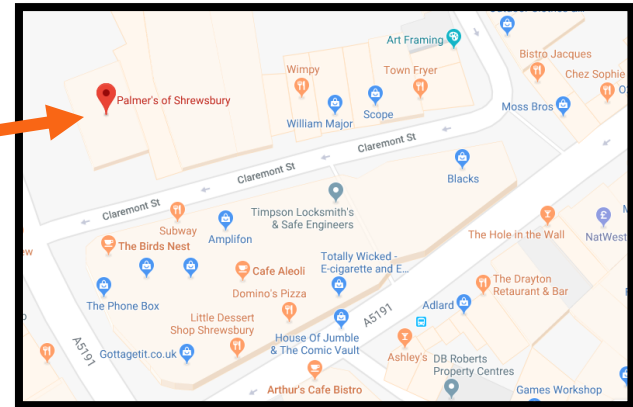 Art Framing
Bistro Jacques
Wimpy
Town Fryer
Chez Sophie
Palmer's of Shrewsbury
William Major
Scope
Moss Bros
Claremont St
Claremont St
Blacks
Claremont St
Subway
Amplifon
Timpson Locksmith's
& Safe Engineers
The Hole in the Wall
NatWest
The Birds Nest
Cafe Aleoli
Totally Wicked -
E-cigarette and E...
The Drayton
Retaurant & Bar
The Phone Box
Domino's Pizza
Adlard
Little Dessert
Shop Shrewsbury
A5191
House Of Jumble
& The Comic Vault
A5191
Gottagetit.co.uk
Ashley's
DB Roberts
Property Centres
Arthur's Cafe Bistro
Games Workshop